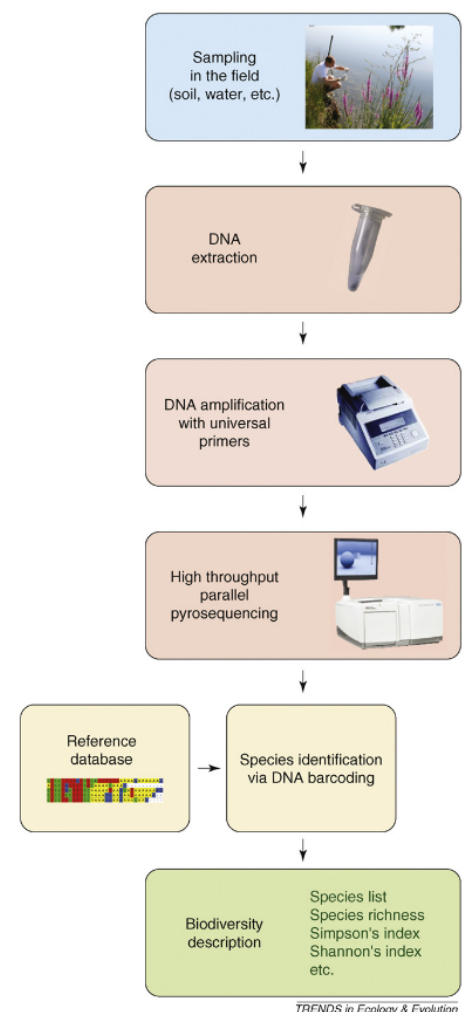 Sampling
in the field
(soil, water, etc.)
DNA
extraction
DNA amplification
with universal
primers
High throughput
parallel
pyrosequencing
Reference
database
Species identification
via DNA barcoding
Biodiversity
description
Species list
Species richness
Simpson's index
Shannon's index
etc.
TRENDS in Ecology & Evolution